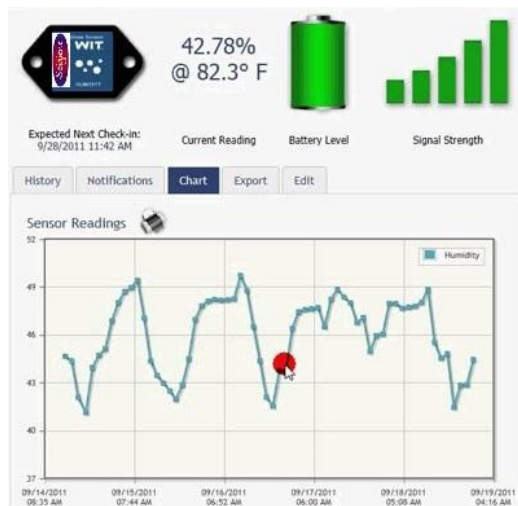 WIT
HUMIDITY
42.78%
@ 82.3° F
Expected Next Check-in:
9/28/2011 11:42 AM
Current Reading
Battery Level
Signal Strength
History
Notifications
Chart
Export
Edit
Sensor Readings
52
Humidity
49
46
43
40
37
09/14/2011
08:35 AM
09/15/2011
07:44 AM
09/16/2011
06:52 AM
09/17/2011
06:00 AM
09/18/2011
05:08 AM
09/19/2011
04:16 AM